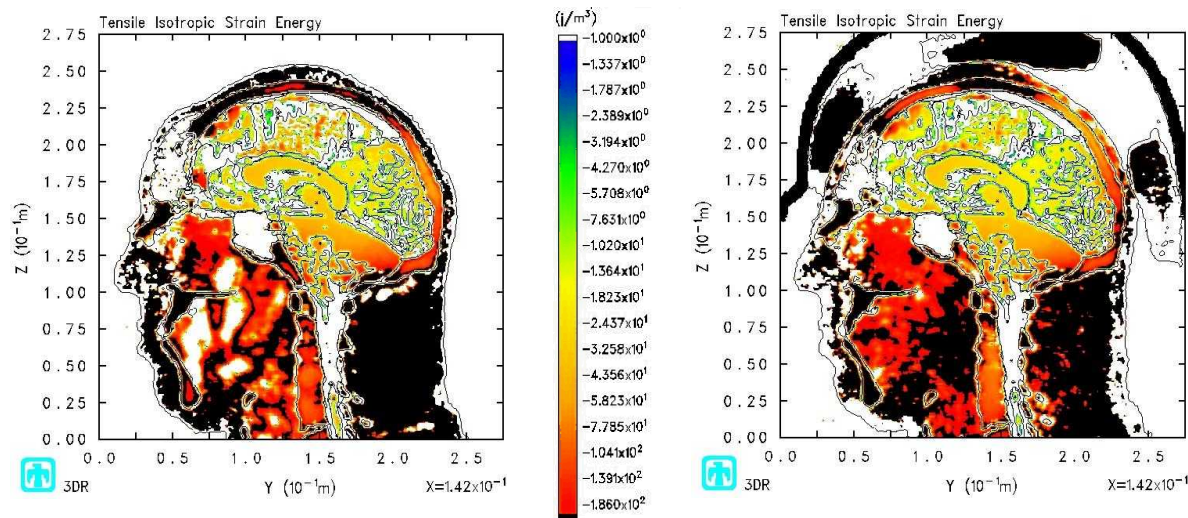 Tensile Isotropic Strain Energy
2.75
2.50
2.25
2.00
1.75
1.50
1.25
1.00
0.75
0.50
0.25
0.00
Z (10⁻¹m)
0.0 0.5 1.0 1.5 2.0 2.5
3DR Y (10⁻¹m) X=1.42x10⁻¹
(j/m³)
-1.000x10⁰
-1.337x10⁰
-1.787x10⁰
-2.389x10⁰
-3.194x10⁰
-4.270x10⁰
-5.708x10⁰
-7.631x10⁰
-1.020x10¹
-1.364x10¹
-1.823x10¹
-2.437x10¹
-3.258x10¹
-4.356x10¹
-5.823x10¹
-7.785x10¹
-1.041x10²
-1.391x10²
-1.860x10²
Tensile Isotropic Strain Energy
2.75
2.50
2.25
2.00
1.75
1.50
1.25
1.00
0.75
0.50
0.25
0.00
Z (10⁻¹m)
0.0 0.5 1.0 1.5 2.0 2.5
3DR Y (10⁻¹m) X=1.42x10⁻¹